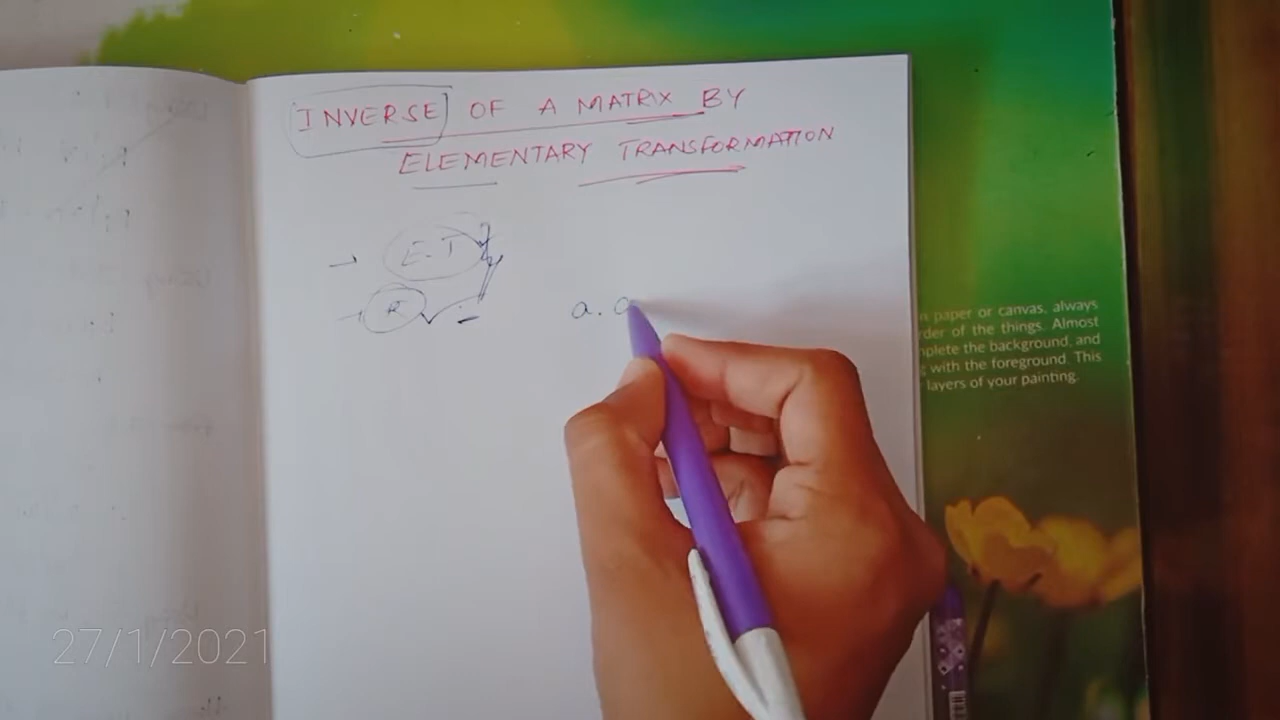 INVERSE OF A MATRIX BY
ELEMENTARY TRANSFORMATION
E.T
R
a.
paper or canvas, always
der of the things. Almost
plete the background, and
with the foreground. This
layers of your painting.
27/1/2021